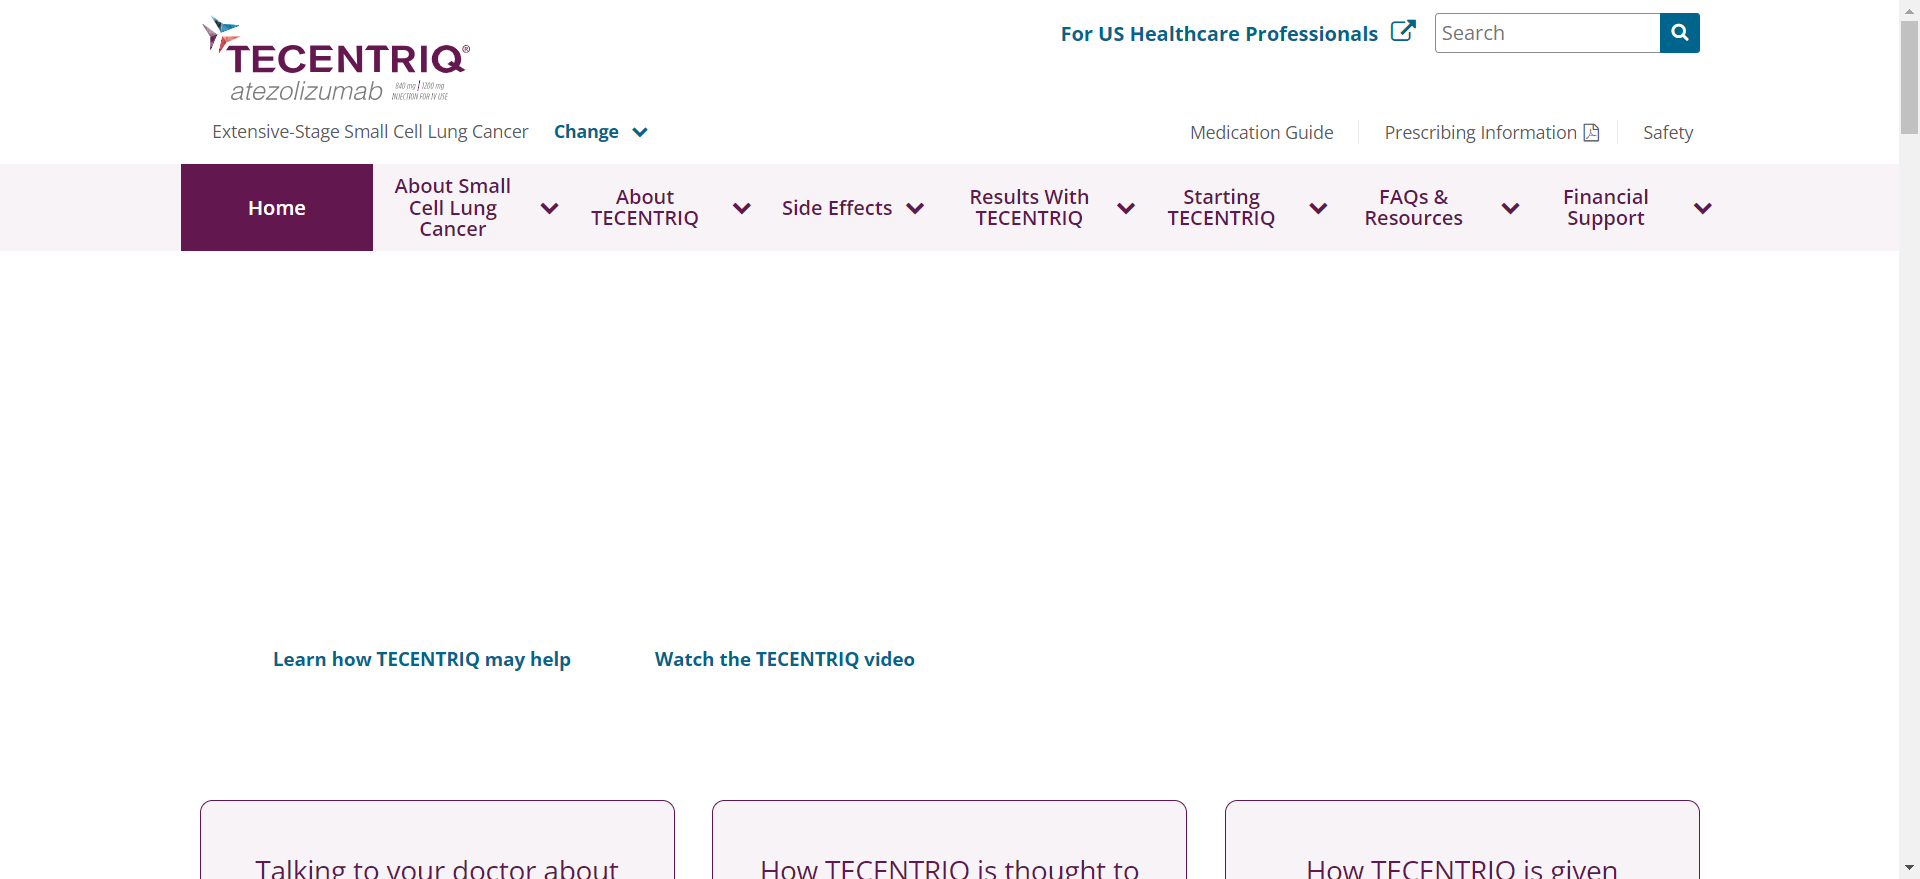 TECENTRIQ®
atezolizumab 840 mg | 1200 mg
INJECTION FOR IV USE
For US Healthcare Professionals
Search
Extensive-Stage Small Cell Lung Cancer Change
Medication Guide
Prescribing Information
Safety
Home
About Small
Cell Lung
Cancer
About
TECENTRIQ
Side Effects
Results With
TECENTRIQ
Starting
TECENTRIQ
FAQs &
Resources
Financial
Support
Learn how TECENTRIQ may help
Watch the TECENTRIQ video
Talking to your doctor about
How TECENTRIQ is thought to
How TECENTRIQ is given